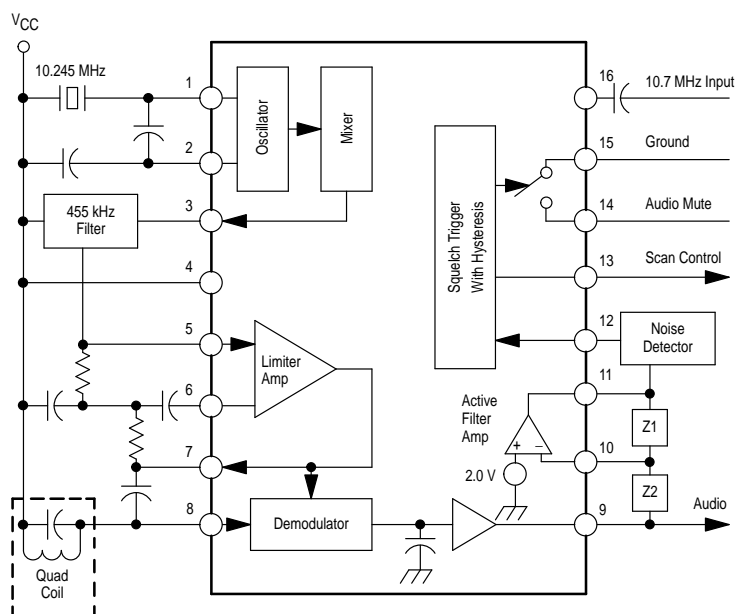 VCC
10.245 MHz
1
2
Oscillator
Mixer
455 kHz
Filter
3
4
5
Limiter
Amp
6
7
8
Demodulator
Quad
Coil
16
10.7 MHz Input
15
Ground
14
Audio Mute
Squelch Trigger
With Hysteresis
13
Scan Control
12
Noise
Detector
11
Active
Filter
Amp
+
–
Z1
10
2.0 V
Z2
9
Audio